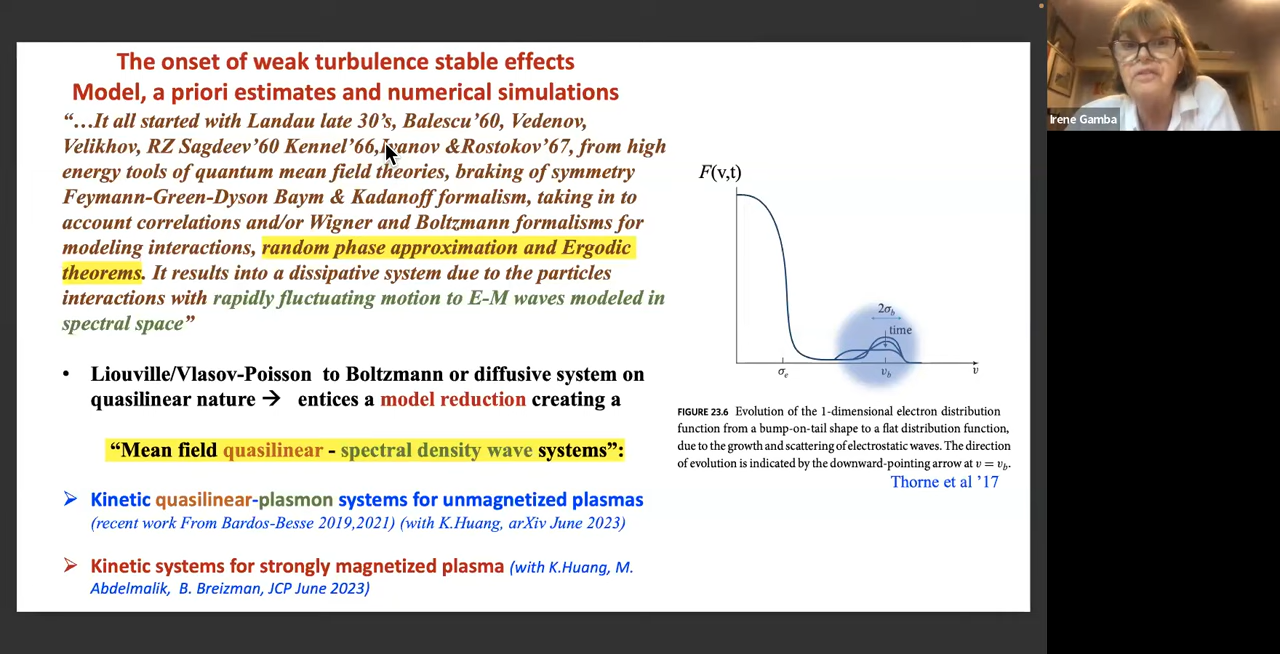 The onset of weak turbulence stable effects
Model, a priori estimates and numerical simulations
“…It all started with Landau late 30’s, Balescu’60, Vedenov,
Velikhov, RZ Sagdeev’60 Kennel’66,Ivanov &Rostokov’67, from high
energy tools of quantum mean field theories, braking of symmetry
Feymann-Green-Dyson Baym & Kadanoff formalism, taking in to
account correlations and/or Wigner and Boltzmann formalisms for
modeling interactions, random phase approximation and Ergodic
theorems. It results into a dissipative system due to the particles
interactions with rapidly fluctuating motion to E-M waves modeled in
spectral space”
• Liouville/Vlasov-Poisson to Boltzmann or diffusive system on
quasilinear nature → entices a model reduction creating a
“Mean field quasilinear - spectral density wave systems”:
➢ Kinetic quasilinear-plasmon systems for unmagnetized plasmas
(recent work From Bardos-Besse 2019,2021) (with K.Huang, arXiv June 2023)
➢ Kinetic systems for strongly magnetized plasma (with K.Huang, M.
Abdelmalik, B. Breizman, JCP June 2023)
F(v,t)
2σb
time
σe
υb
υ
FIGURE 23.6 Evolution of the 1-dimensional electron distribution
function from a bump-on-tail shape to a flat distribution function,
due to the growth and scattering of electrostatic waves. The direction
of evolution is indicated by the downward-pointing arrow at υ = υb.
Thorne et al ’17
Irene Gamba